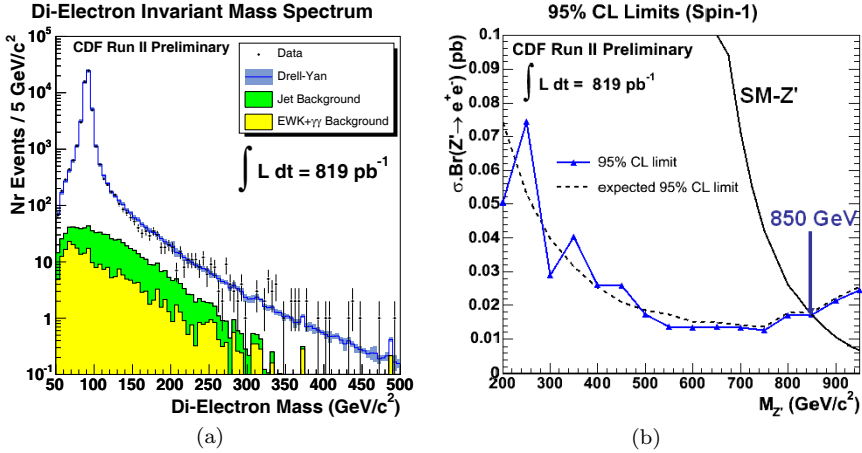 Di-Electron Invariant Mass Spectrum
Nr Events / 5 GeV/c²
10⁵
10⁴
10³
10²
10
1
10⁻¹
CDF Run II Preliminary
Data
Drell-Yan
Jet Background
EWK+γγ Background
∫ L dt = 819 pb⁻¹
50 100 150 200 250 300 350 400 450 500
Di-Electron Mass (GeV/c²)
(a)
95% CL Limits (Spin-1)
σ.Br(Z'→ e⁺e⁻) (pb)
0.1
0.09
0.08
0.07
0.06
0.05
0.04
0.03
0.02
0.01
0
CDF Run II Preliminary
∫ L dt = 819 pb⁻¹
SM-Z'
95% CL limit
expected 95% CL limit
850 GeV
200 300 400 500 600 700 800 900
M_Z' (GeV/c²)
(b)